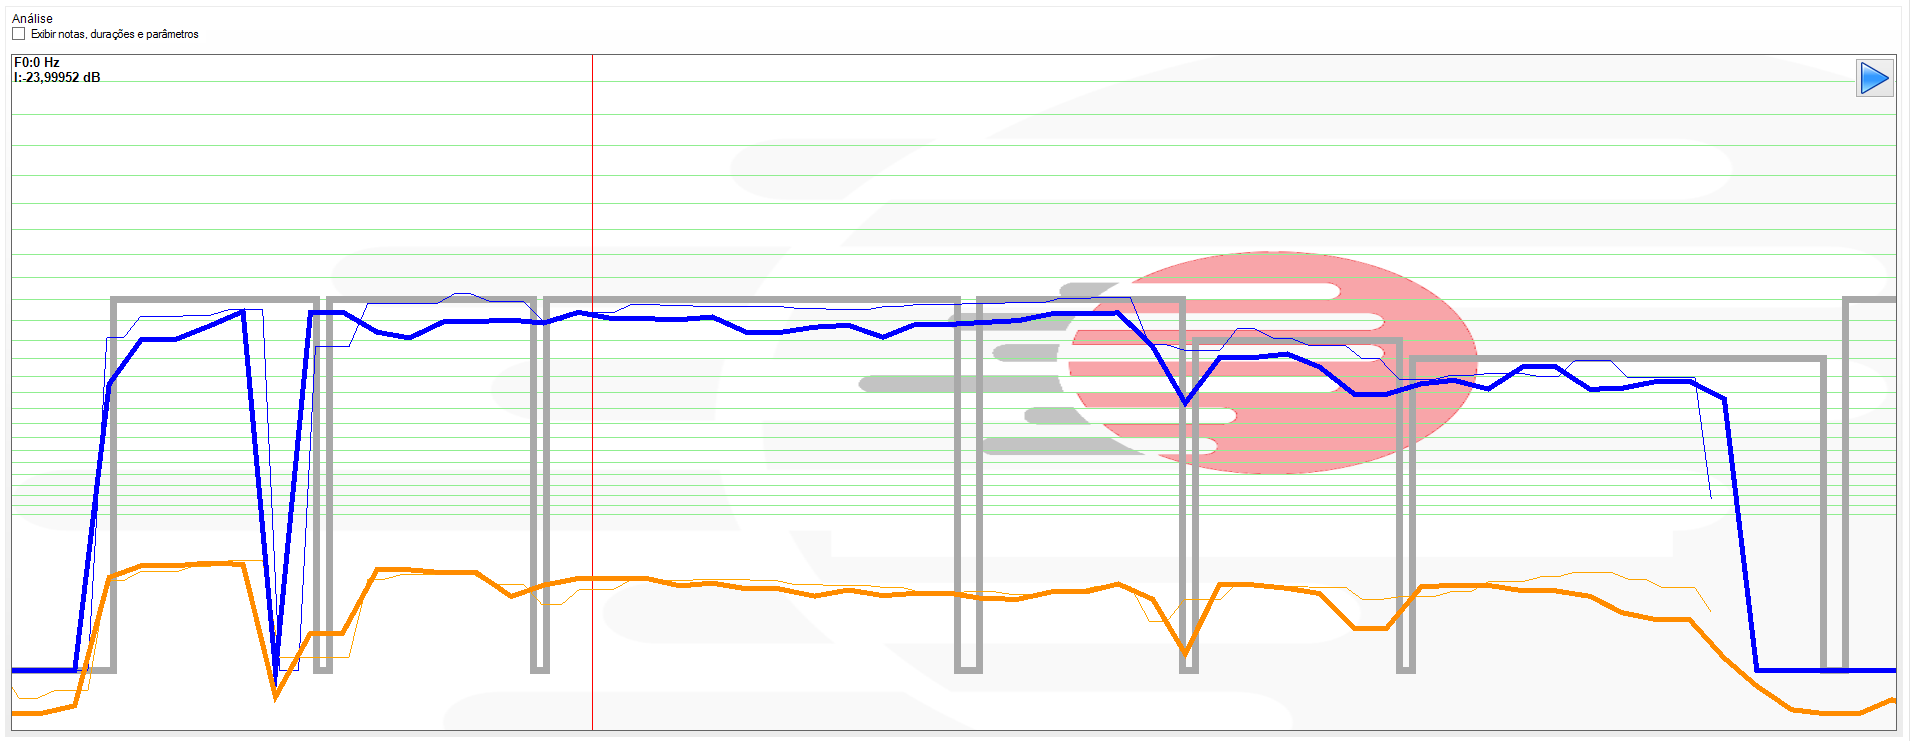 Análise
Exibir notas, durações e parâmetros
F0:0 Hz
I:-23,99952 dB